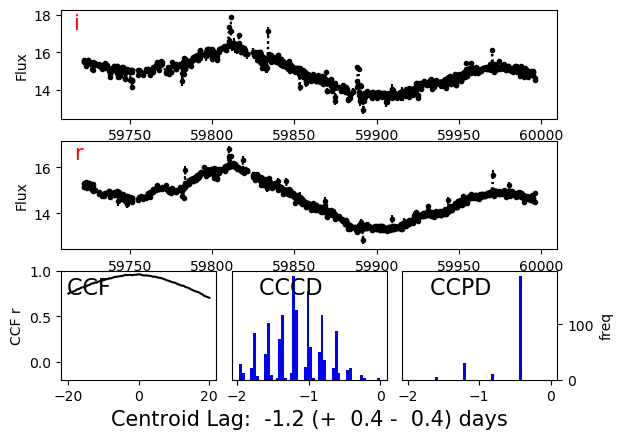 i
Flux
18
16
14
59750 59800 59850 59900 59950 60000
r
Flux
16
14
59750 59800 59850 59900 59950 60000
CCF CCCD CCPD
CCF r
1.0
0.5
0.0
100
0
freq
−20 0 20 −2 −1 0 −2 −1 0
Centroid Lag: -1.2 (+ 0.4 - 0.4) days